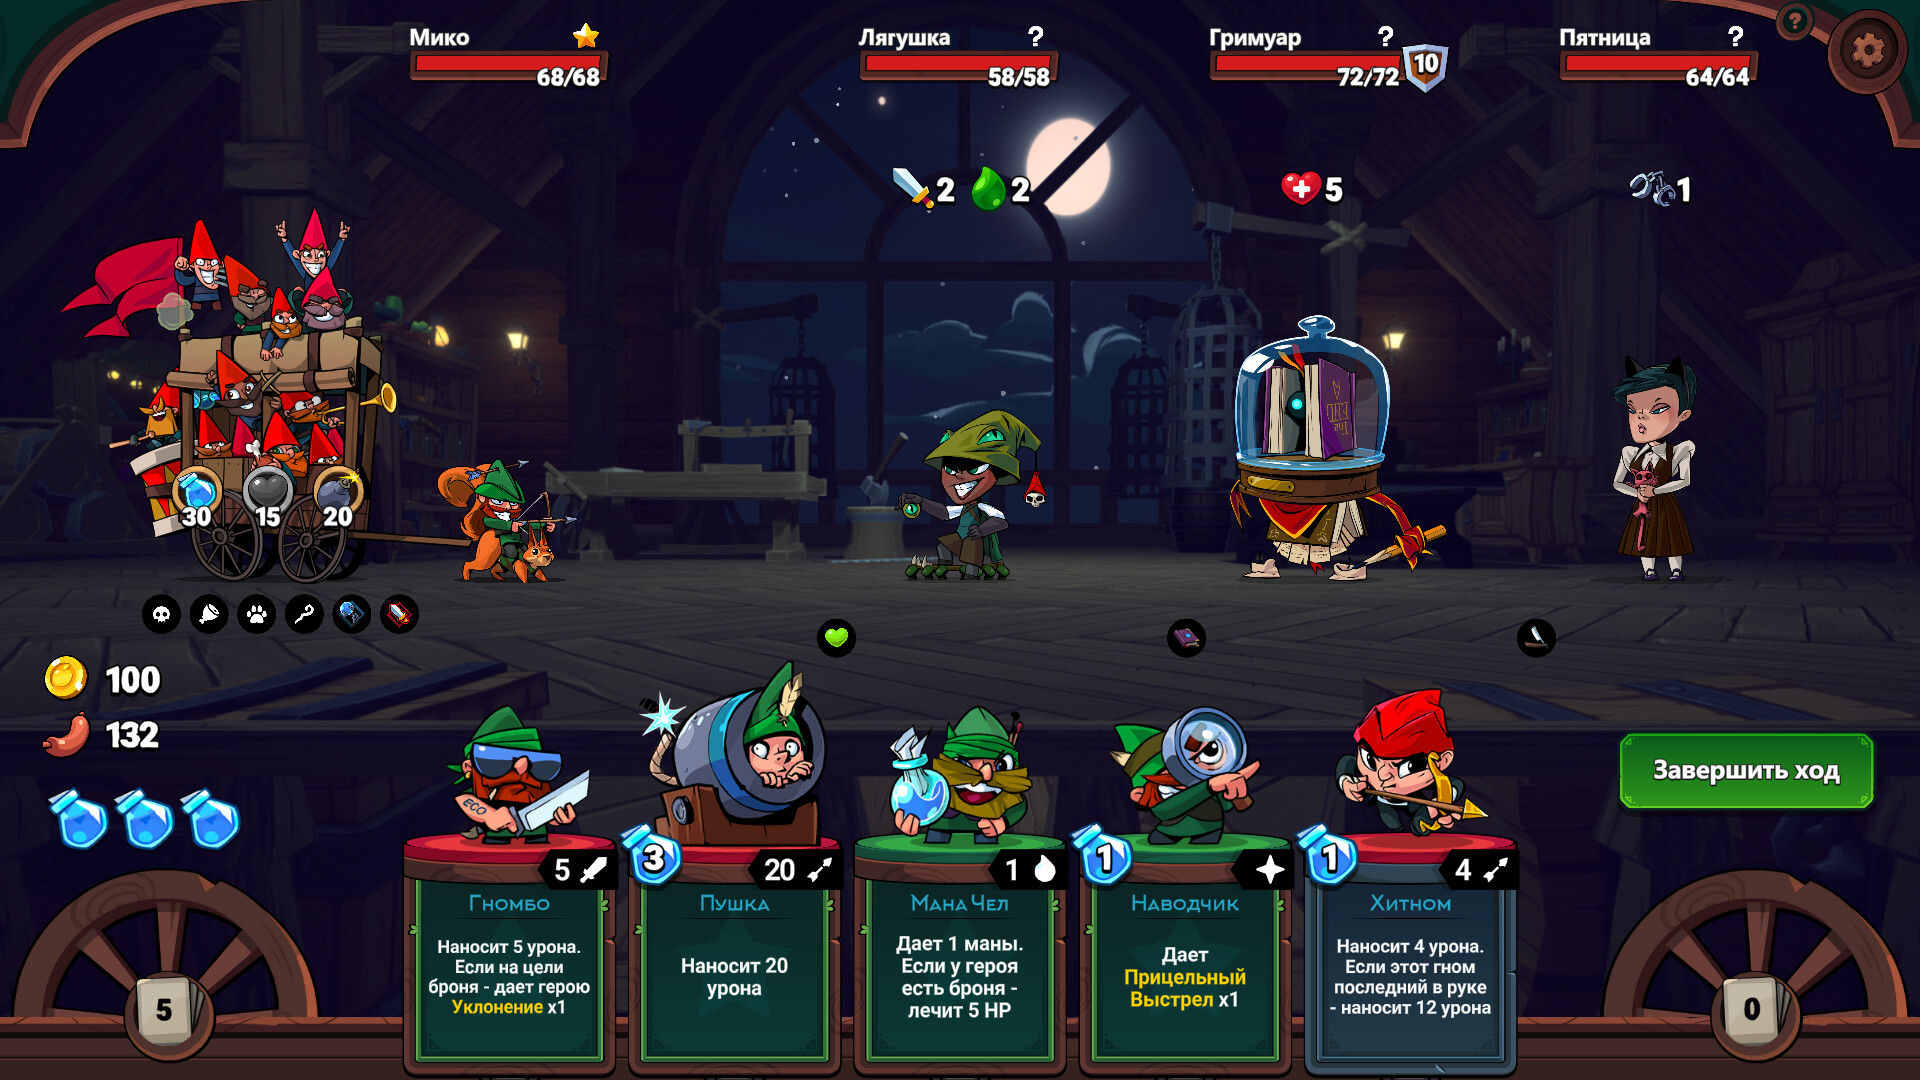 Мико
68/68
Лягушка ?
58/58
Гримуар ?
72/72 10
Пятница ?
64/64
?
2 2
5
1
30 15 20
100
132
Завершить ход
5
ECO
5
Гномбо
Наносит 5 урона.
Если на цели
броня - дает герою
Уклонение x1
3
20
Пушка
Наносит 20
урона
1
Мана Чел
Дает 1 маны.
Если у героя
есть броня -
лечит 5 HP
1
Наводчик
Дает
Прицельный
Выстрел x1
1
4
Хитном
Наносит 4 урона.
Если этот гном
последний в руке
- наносит 12 урона
0